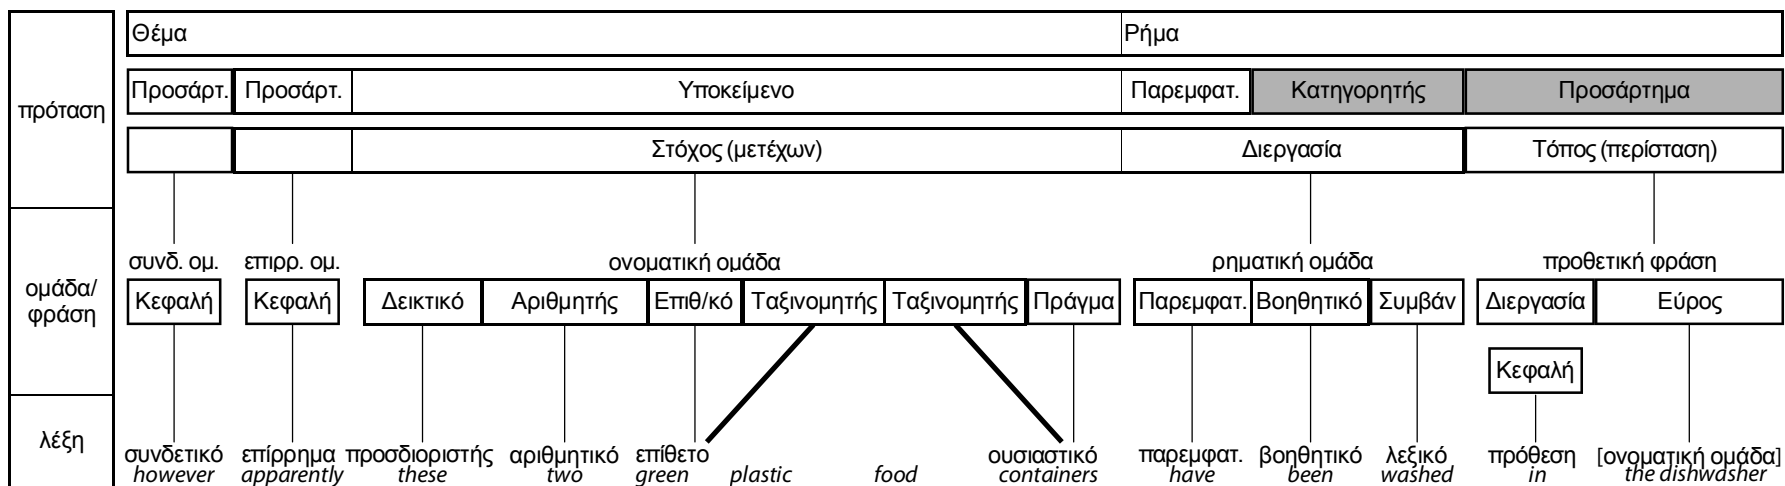 Θέμα Ρήμα
πρόταση
Προσάρτ. Προσάρτ. Υποκείμενο Παρεμφατ. Κατηγορητής Προσάρτημα
Στόχος (μετέχων) Διεργασία Τόπος (περίσταση)
συνδ. ομ. επιρρ. ομ. ονοματική ομάδα ρηματική ομάδα προθετική φράση
ομάδα/
φράση
Κεφαλή Κεφαλή Δεικτικό Αριθμητής Επιθ/κό Ταξινομητής Ταξινομητής Πράγμα Παρεμφατ. Βοηθητικό Συμβάν Διεργασία Εύρος
Κεφαλή
λέξη
συνδετικό επίρρημα προσδιοριστής αριθμητικό επίθετο ουσιαστικό παρεμφατ. βοηθητικό λεξικό πρόθεση [ονοματική ομάδα]
however apparently these two green plastic food containers have been washed in the dishwasher